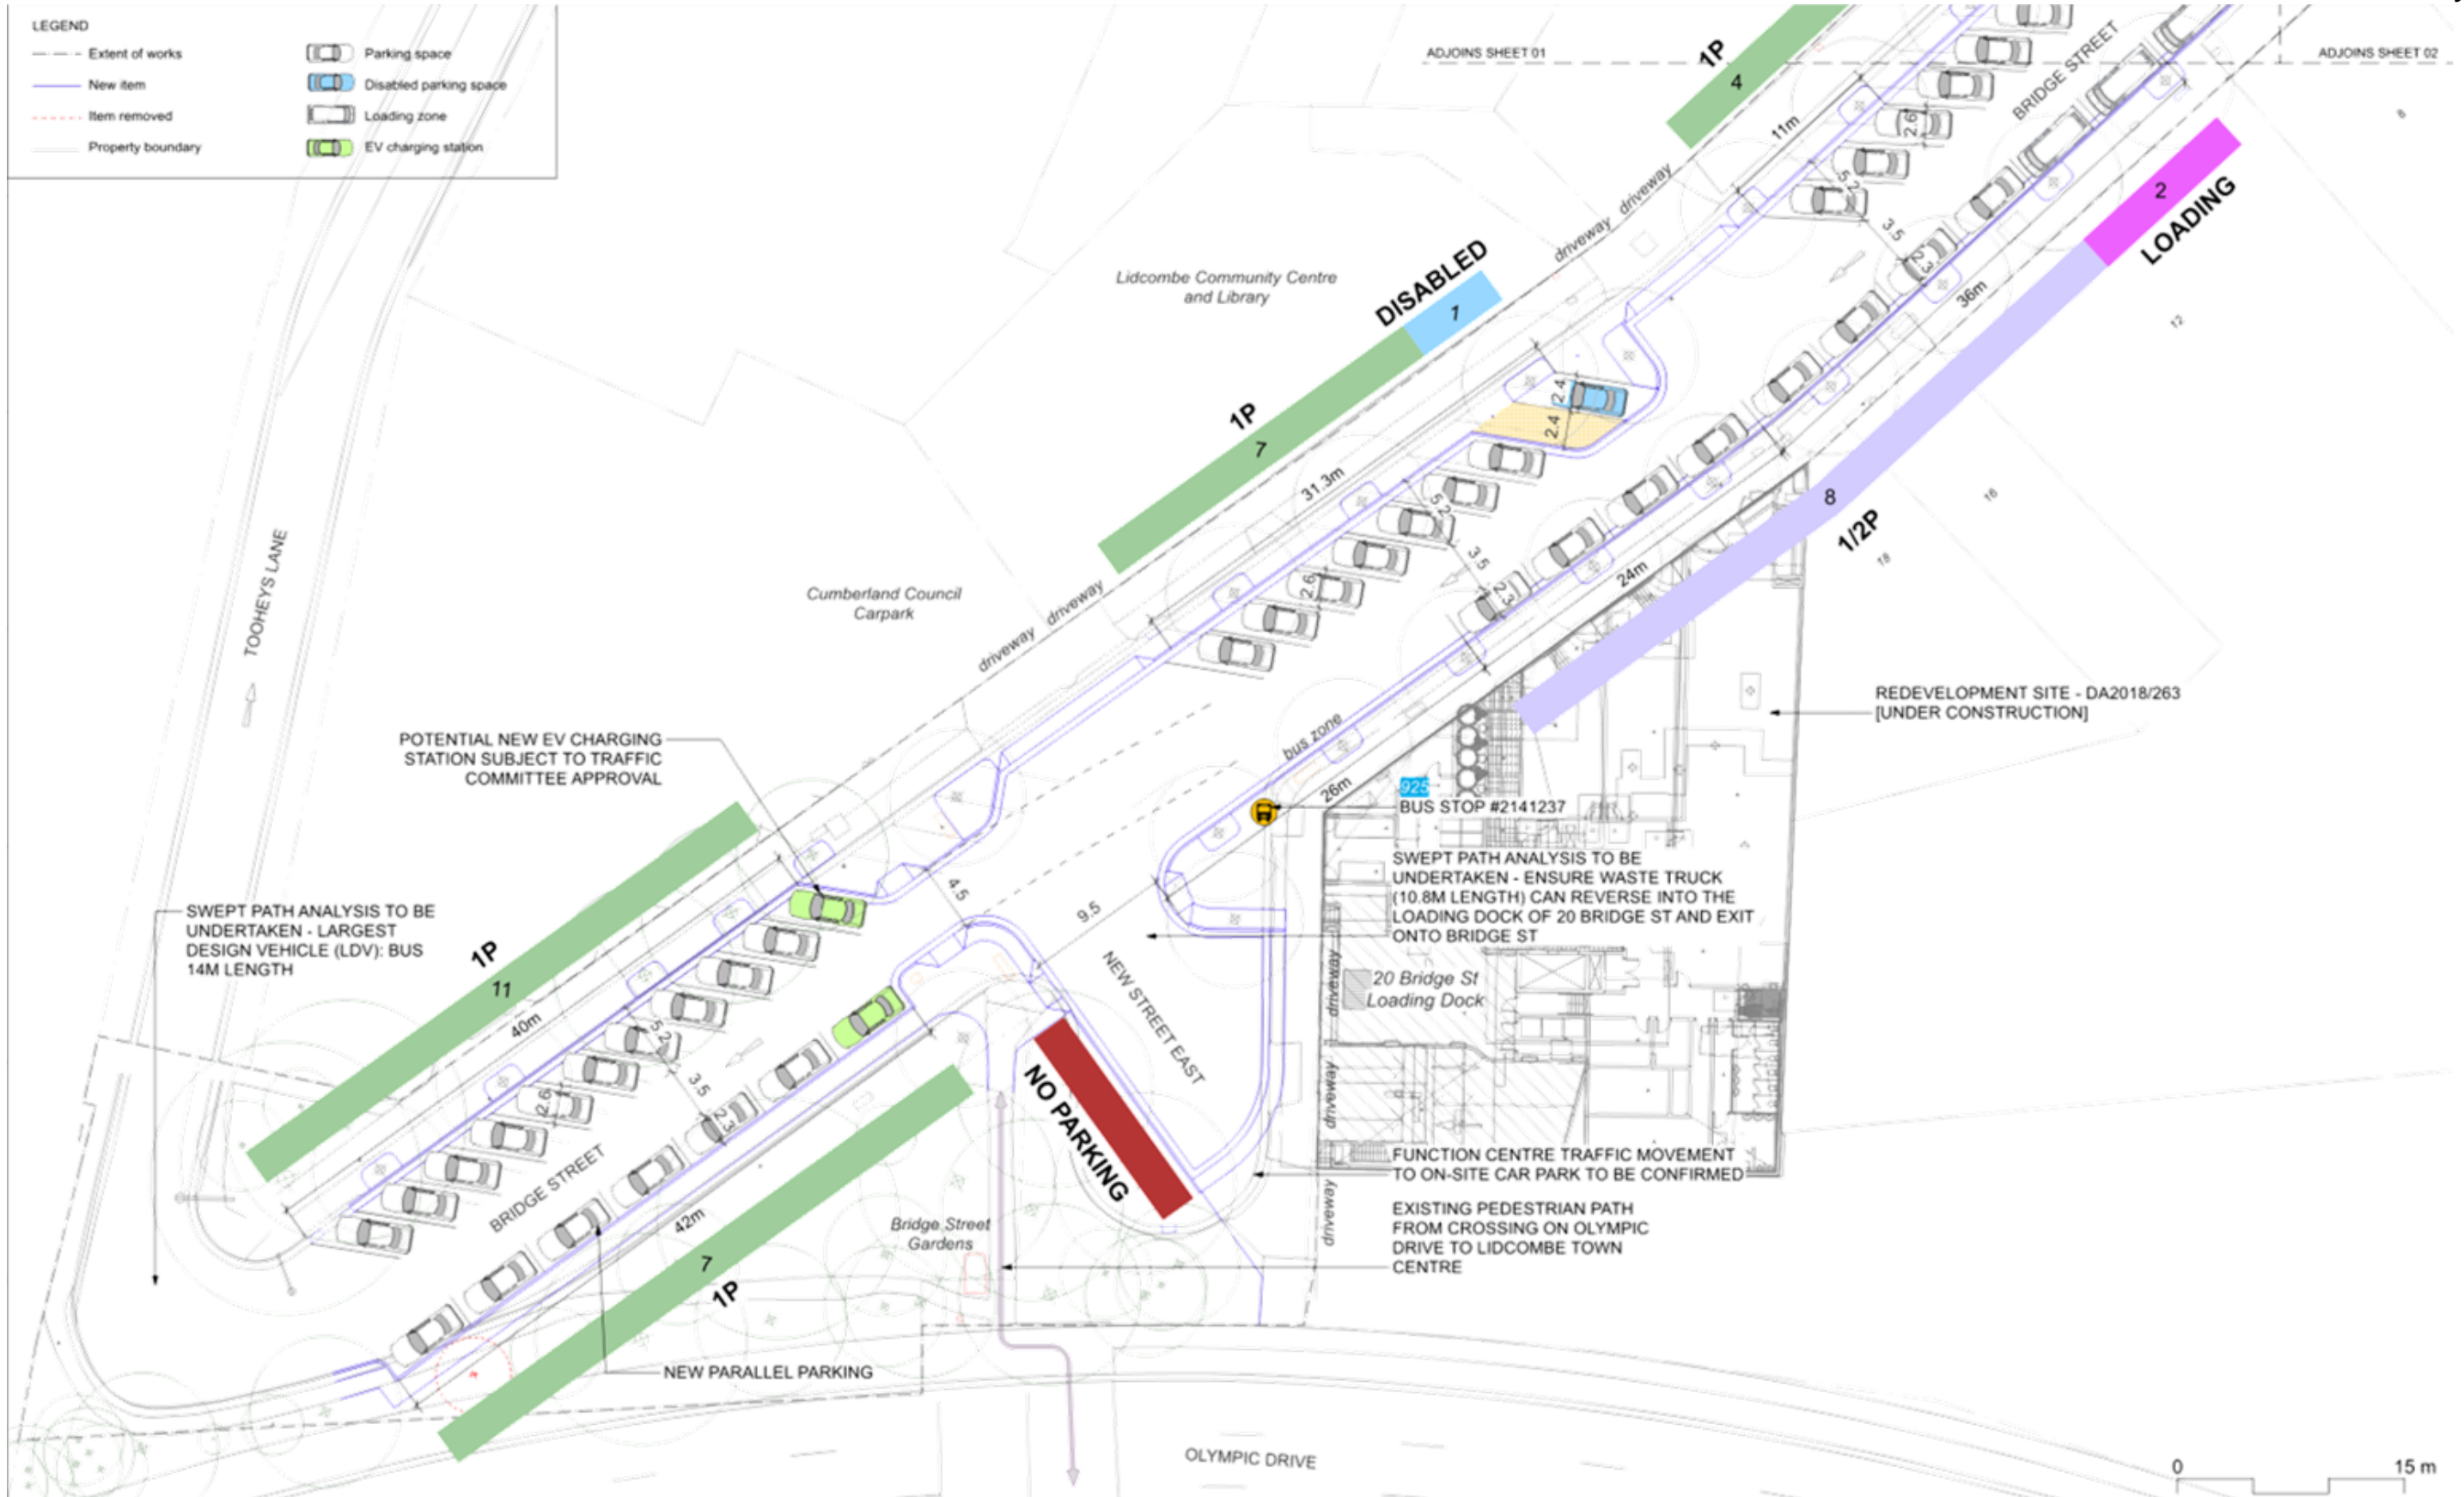 LEGEND
Extent of works
New item
Item removed
Property boundary
Parking space
Disabled parking space
Loading zone
EV charging station
ADJOINS SHEET 01
ADJOINS SHEET 02
1P
4
11m
2.6
5.2
3.5
2.3
BRIDGE STREET
8
2
LOADING
36m
12
driveway
driveway
Lidcombe Community Centre
and Library
DISABLED
1
1P
7
2.4
2.4
31.3m
5.2
3.5
2.6
2.3
8
1/2P
16
18
24m
TOOHEYS LANE
Cumberland Council
Carpark
driveway
driveway
REDEVELOPMENT SITE - DA2018/263
[UNDER CONSTRUCTION]
POTENTIAL NEW EV CHARGING
STATION SUBJECT TO TRAFFIC
COMMITTEE APPROVAL
bus zone
26m
925
BUS STOP #2141237
SWEPT PATH ANALYSIS TO BE
UNDERTAKEN - ENSURE WASTE TRUCK
(10.8M LENGTH) CAN REVERSE INTO THE
LOADING DOCK OF 20 BRIDGE ST AND EXIT
ONTO BRIDGE ST
SWEPT PATH ANALYSIS TO BE
UNDERTAKEN - LARGEST
DESIGN VEHICLE (LDV): BUS
14M LENGTH
1P
11
40m
4.5
9.5
NEW STREET EAST
driveway
20 Bridge St
Loading Dock
5.2
3.5
2.6
2.3
NO PARKING
driveway
BRIDGE STREET
FUNCTION CENTRE TRAFFIC MOVEMENT
TO ON-SITE CAR PARK TO BE CONFIRMED
driveway
EXISTING PEDESTRIAN PATH
FROM CROSSING ON OLYMPIC
DRIVE TO LIDCOMBE TOWN
CENTRE
42m
Bridge Street
Gardens
7
1P
NEW PARALLEL PARKING
OLYMPIC DRIVE
0
15 m